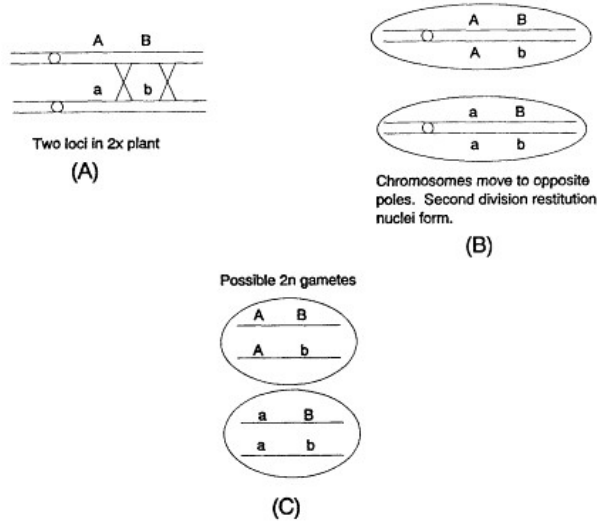 A B
a b
Two loci in 2x plant
(A)
A B
A b
a B
a b
Chromosomes move to opposite
poles. Second division restitution
nuclei form.
(B)
Possible 2n gametes
A B
A b
a B
a b
(C)